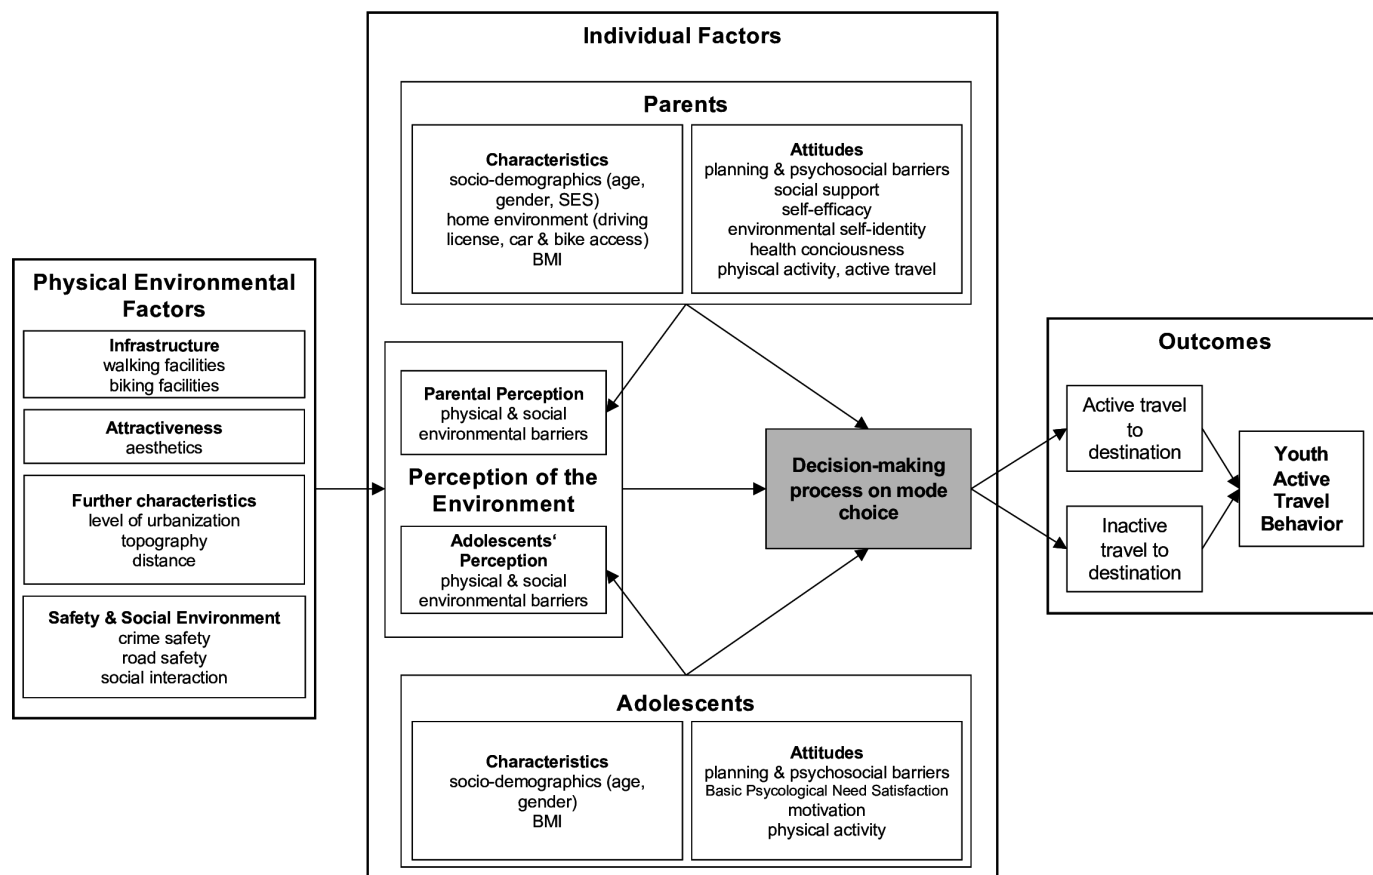 Individual Factors
Parents
Characteristics
socio-demographics (age,
gender, SES)
home environment (driving
license, car & bike access)
BMI
Attitudes
planning & psychosocial barriers
social support
self-efficacy
environmental self-identity
health conciousness
phyiscal activity, active travel
Physical Environmental
Factors
Infrastructure
walking facilities
biking facilities
Attractiveness
aesthetics
Further characteristics
level of urbanization
topography
distance
Safety & Social Environment
crime safety
road safety
social interaction
Parental Perception
physical & social
environmental barriers
Perception of the
Environment
Adolescents‘
Perception
physical & social
environmental barriers
Decision-making
process on mode
choice
Outcomes
Active travel
to
destination
Inactive
travel to
destination
Youth
Active
Travel
Behavior
Adolescents
Characteristics
socio-demographics (age,
gender)
BMI
Attitudes
planning & psychosocial barriers
Basic Psycological Need Satisfaction
motivation
physical activity